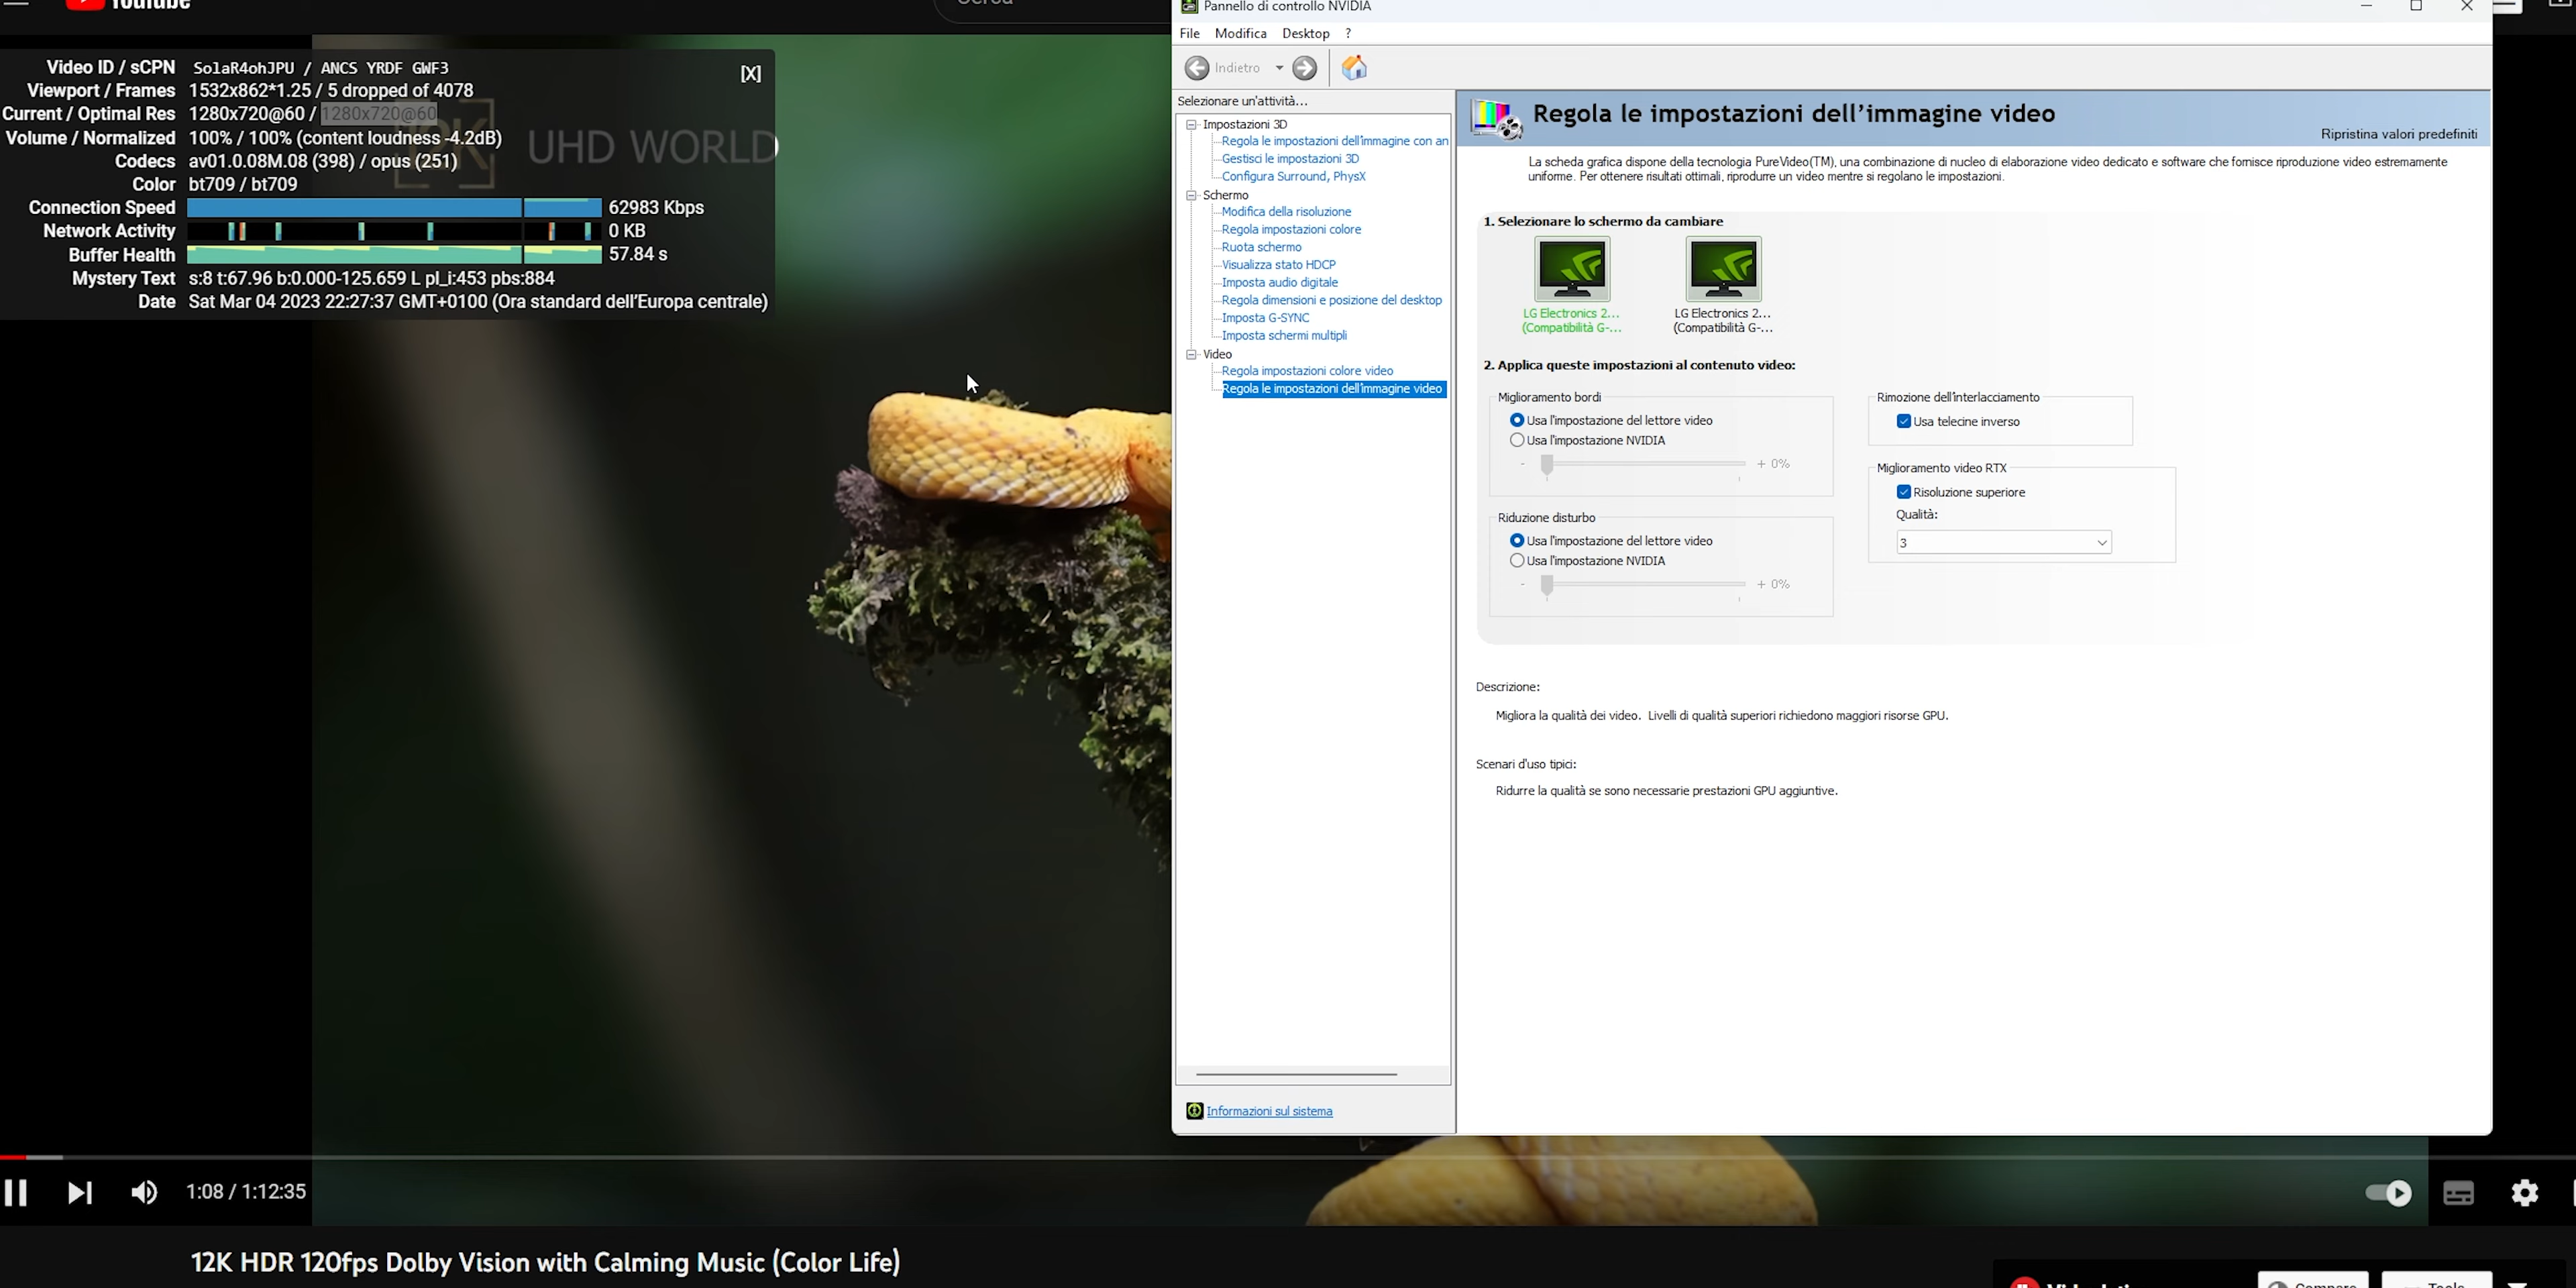 YouTube
Cerca
Video ID / sCPN SolaR4ohJPU / ANCS YRDF GWF3
[X]
Viewport / Frames 1532x862*1.25 / 5 dropped of 4078
Current / Optimal Res 1280x720@60 / 1280x720@60
Volume / Normalized 100% / 100% (content loudness -4.2dB)
Codecs av01.0.08M.08 (398) / opus (251)
Color bt709 / bt709
Connection Speed 62983 Kbps
Network Activity 0 KB
Buffer Health 57.84 s
Mystery Text s:8 t:67.96 b:0.000-125.659 L pl_i:453 pbs:884
Date Sat Mar 04 2023 22:27:37 GMT+0100 (Ora standard dell'Europa centrale)
12K UHD WORLD
Pannello di controllo NVIDIA
File Modifica Desktop ?
Indietro
Selezionare un'attività...
Impostazioni 3D
Regola le impostazioni dell'immagine con an
Gestisci le impostazioni 3D
Configura Surround, PhysX
Schermo
Modifica della risoluzione
Regola impostazioni colore
Ruota schermo
Visualizza stato HDCP
Imposta audio digitale
Regola dimensioni e posizione del desktop
Imposta G-SYNC
Imposta schermi multipli
Video
Regola impostazioni colore video
Regola le impostazioni dell'immagine video
Informazioni sul sistema
Regola le impostazioni dell'immagine video
Ripristina valori predefiniti
La scheda grafica dispone della tecnologia PureVideo(TM), una combinazione di nucleo di elaborazione video dedicato e software che fornisce riproduzione video estremamente
uniforme. Per ottenere risultati ottimali, riprodurre un video mentre si regolano le impostazioni.
1. Selezionare lo schermo da cambiare
LG Electronics 2...
(Compatibilità G-...
LG Electronics 2...
(Compatibilità G-...
2. Applica queste impostazioni al contenuto video:
Miglioramento bordi
Usa l'impostazione del lettore video
Usa l'impostazione NVIDIA
- + 0%
Riduzione disturbo
Usa l'impostazione del lettore video
Usa l'impostazione NVIDIA
- + 0%
Rimozione dell'interlacciamento
Usa telecine inverso
Miglioramento video RTX
Risoluzione superiore
Qualità:
3
Descrizione:
Migliora la qualità dei video. Livelli di qualità superiori richiedono maggiori risorse GPU.
Scenari d'uso tipici:
Ridurre la qualità se sono necessarie prestazioni GPU aggiuntive.
1:08 / 1:12:35
12K HDR 120fps Dolby Vision with Calming Music (Color Life)
Compare
Tools